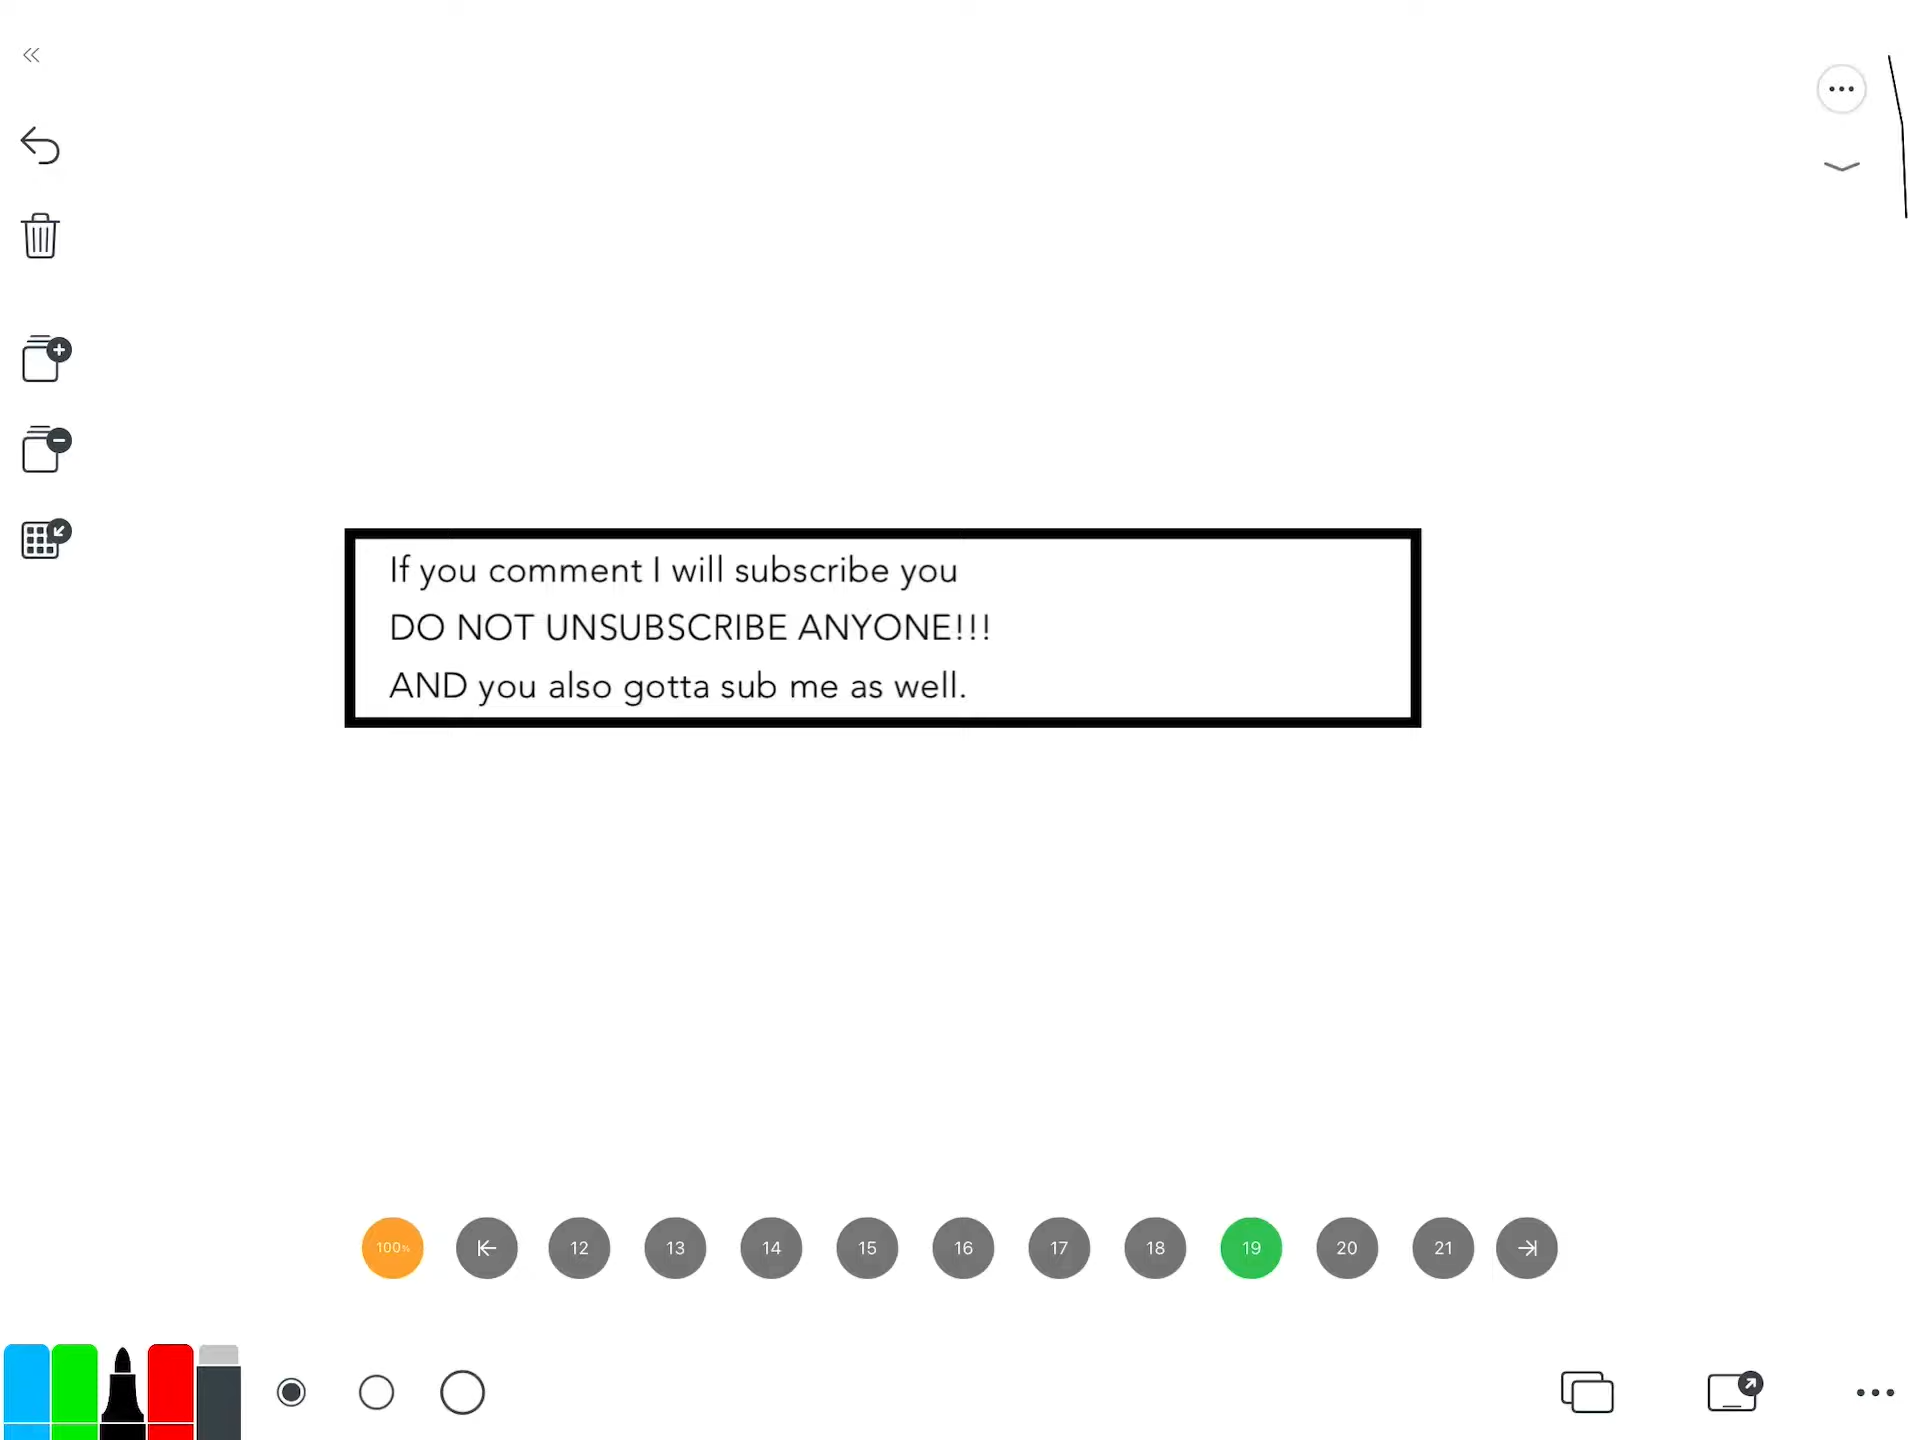 If you comment I will subscribe you
DO NOT UNSUBSCRIBE ANYONE!!!
AND you also gotta sub me as well.
100% 12 13 14 15 16 17 18 19 20 21